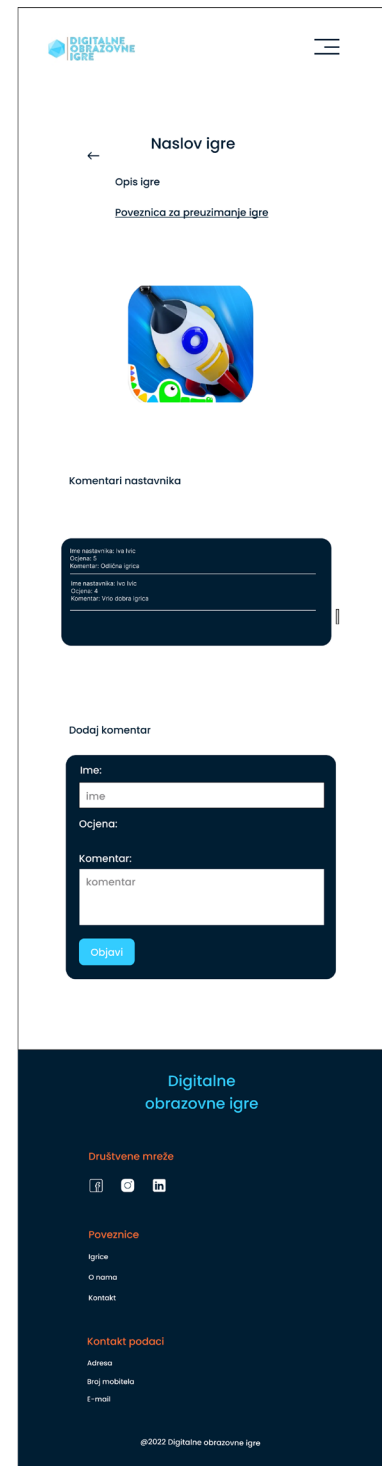 DIGITALNE
OBRAZOVNE
IGRE
Naslov igre
Opis igre
Poveznica za preuzimanje igre
Komentari nastavnika
Ime nastavnika: Iva Ivic
Ocjena: 5
Komentar: Odlična igrica
Ime nastavnika: Ivo Ivic
Ocjena: 4
Komentar: Vrlo dobra igrica
Dodaj komentar
Ime:
ime
Ocjena:
Komentar:
komentar
Objavi
Digitalne
obrazovne igre
Društvene mreže
Poveznice
Igrice
O nama
Kontakt
Kontakt podaci
Adresa
Broj mobitela
E-mail
@2022 Digitalne obrazovne igre